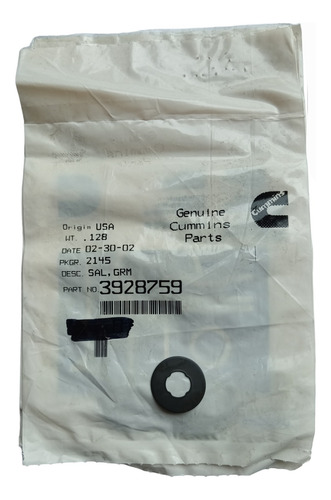 Origin USA
WT. .128
DATE 02-30-02
PKGR. 2145
DESC. SAL,GRM
PART NO 3928759
Genuine
Cummins
Parts
Cummins